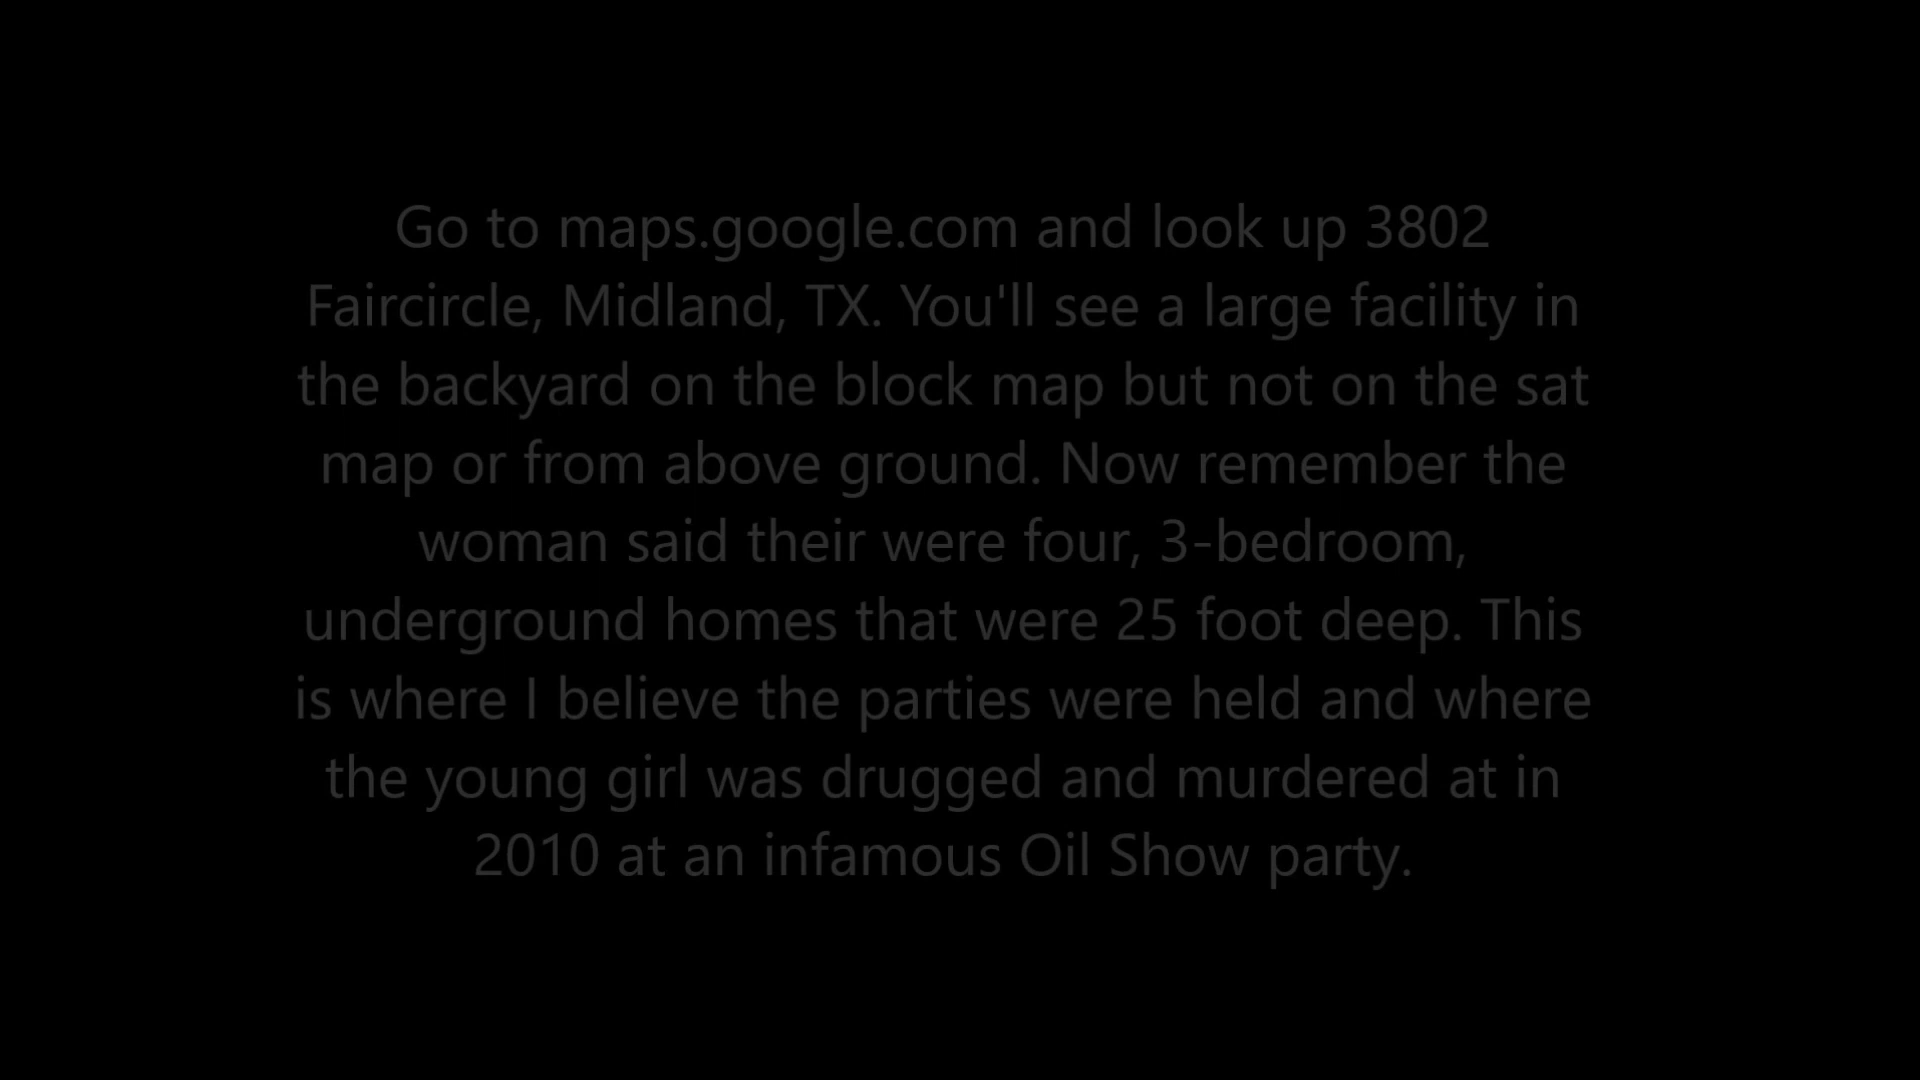 Go to maps.google.com and look up 3802
Faircircle, Midland, TX. You'll see a large facility in
the backyard on the block map but not on the sat
map or from above ground. Now remember the
woman said their were four, 3-bedroom,
underground homes that were 25 foot deep. This
is where I believe the parties were held and where
the young girl was drugged and murdered at in
2010 at an infamous Oil Show party.